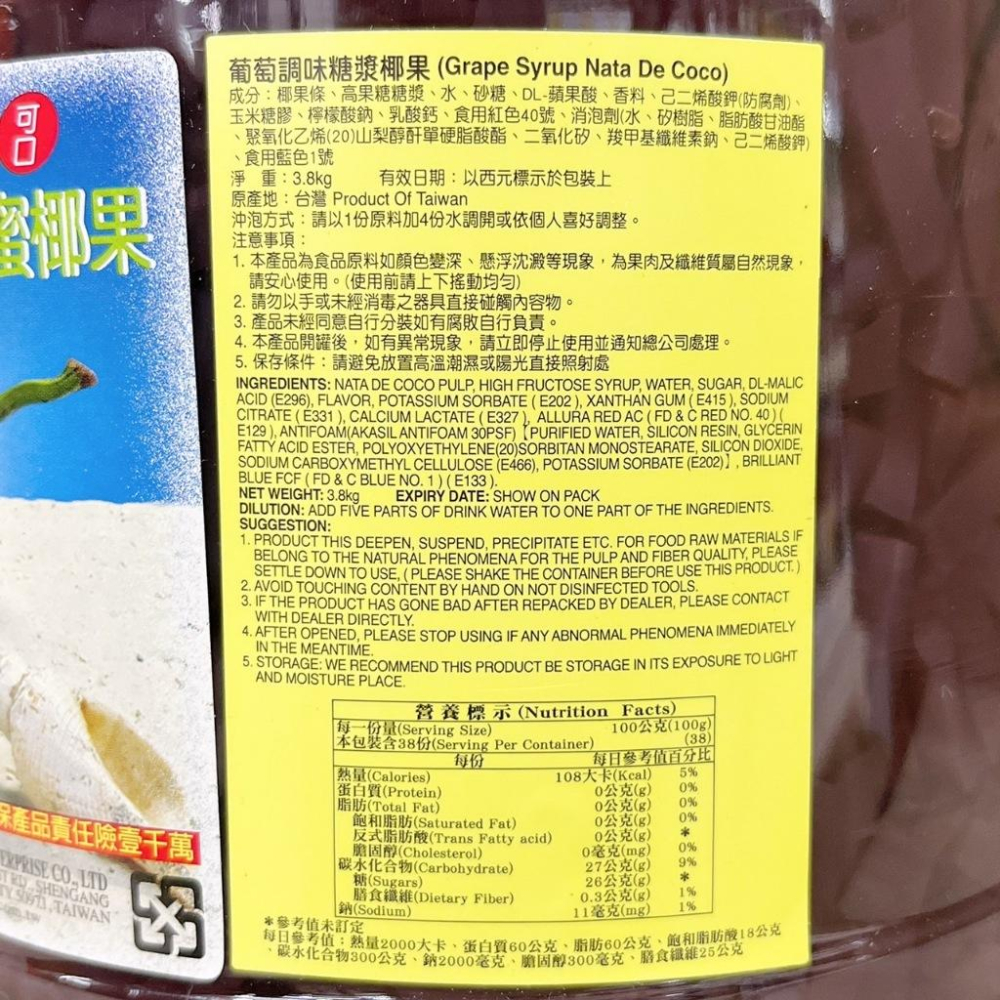 可口
蜜椰果
保產品責任險壹千萬
ERPRISE CO., LTD
SHENGANG
TAIWAN
葡萄調味糖漿椰果 (Grape Syrup Nata De Coco)
成分：椰果條、高果糖糖漿、水、砂糖、DL-蘋果酸、香料、己二烯酸鉀(防腐劑)、
玉米糖膠、檸檬酸鈉、乳酸鈣、食用紅色40號、消泡劑(水、矽樹脂、脂肪酸甘油酯
、聚氧化乙烯(20)山梨醇酐單硬脂酸酯、二氧化矽、羧甲基纖維素鈉、己二烯酸鉀)
、食用藍色1號
淨 重：3.8kg 有效日期：以西元標示於包裝上
原產地：台灣 Product Of Taiwan
沖泡方式：請以1份原料加4份水調開或依個人喜好調整。
注意事項：
1. 本產品為食品原料如顏色變深、懸浮沈澱等現象，為果肉及纖維質屬自然現象，
請安心使用。(使用前請上下搖動均勻)
2. 請勿以手或未經消毒之器具直接碰觸內容物。
3. 產品未經同意自行分裝如有腐敗自行負責。
4. 本產品開罐後，如有異常現象，請立即停止使用並通知總公司處理。
5. 保存條件：請避免放置高溫潮濕或陽光直接照射處
INGREDIENTS: NATA DE COCO PULP, HIGH FRUCTOSE SYRUP, WATER, SUGAR, DL-MALIC
ACID (E296), FLAVOR, POTASSIUM SORBATE ( E202 ), XANTHAN GUM ( E415 ), SODIUM
CITRATE ( E331 ), CALCIUM LACTATE ( E327 ), ALLURA RED AC ( FD & C RED NO. 40 ) (
E129 ), ANTIFOAM(AKASIL ANTIFOAM 30PSF)【PURIFIED WATER, SILICON RESIN, GLYCERIN
FATTY ACID ESTER, POLYOXYETHYLENE(20)SORBITAN MONOSTEARATE, SILICON DIOXIDE,
SODIUM CARBOXYMETHYL CELLULOSE (E466), POTASSIUM SORBATE (E202)】, BRILLIANT
BLUE FCF ( FD & C BLUE NO. 1 ) ( E133 ).
NET WEIGHT: 3.8kg EXPIRY DATE: SHOW ON PACK
DILUTION: ADD FIVE PARTS OF DRINK WATER TO ONE PART OF THE INGREDIENTS.
SUGGESTION:
1. PRODUCT THIS DEEPEN, SUSPEND, PRECIPITATE ETC. FOR FOOD RAW MATERIALS IF
BELONG TO THE NATURAL PHENOMENA FOR THE PULP AND FIBER QUALITY, PLEASE
SETTLE DOWN TO USE, ( PLEASE SHAKE THE CONTAINER BEFORE USE THIS PRODUCT. )
2. AVOID TOUCHING CONTENT BY HAND ON NOT DISINFECTED TOOLS.
3. IF THE PRODUCT HAS GONE BAD AFTER REPACKED BY DEALER, PLEASE CONTACT
WITH DEALER DIRECTLY.
4. AFTER OPENED, PLEASE STOP USING IF ANY ABNORMAL PHENOMENA IMMEDIATELY
IN THE MEANTIME.
5. STORAGE: WE RECOMMEND THIS PRODUCT BE STORAGE IN ITS EXPOSURE TO LIGHT
AND MOISTURE PLACE.
營養標示 (Nutrition Facts)
每一份量(Serving Size) 100公克(100g)
本包裝含38份(Serving Per Container) (38)
每份 每日參考值百分比
熱量(Calories) 108大卡(Kcal) 5%
蛋白質(Protein) 0公克(g) 0%
脂肪(Total Fat) 0公克(g) 0%
飽和脂肪(Saturated Fat) 0公克(g) 0%
反式脂肪酸(Trans Fatty acid) 0公克(g) *
膽固醇(Cholesterol) 0毫克(mg) 0%
碳水化合物(Carbohydrate) 27公克(g) 9%
糖(Sugars) 26公克(g) *
膳食纖維(Dietary Fiber) 0.3公克(g) 1%
鈉(Sodium) 11毫克(mg) 1%
*參考值未訂定
每日參考值：熱量2000大卡、蛋白質60公克、脂肪60公克、飽和脂肪酸18公克
、碳水化合物300公克、鈉2000毫克、膽固醇300毫克、膳食纖維25公克